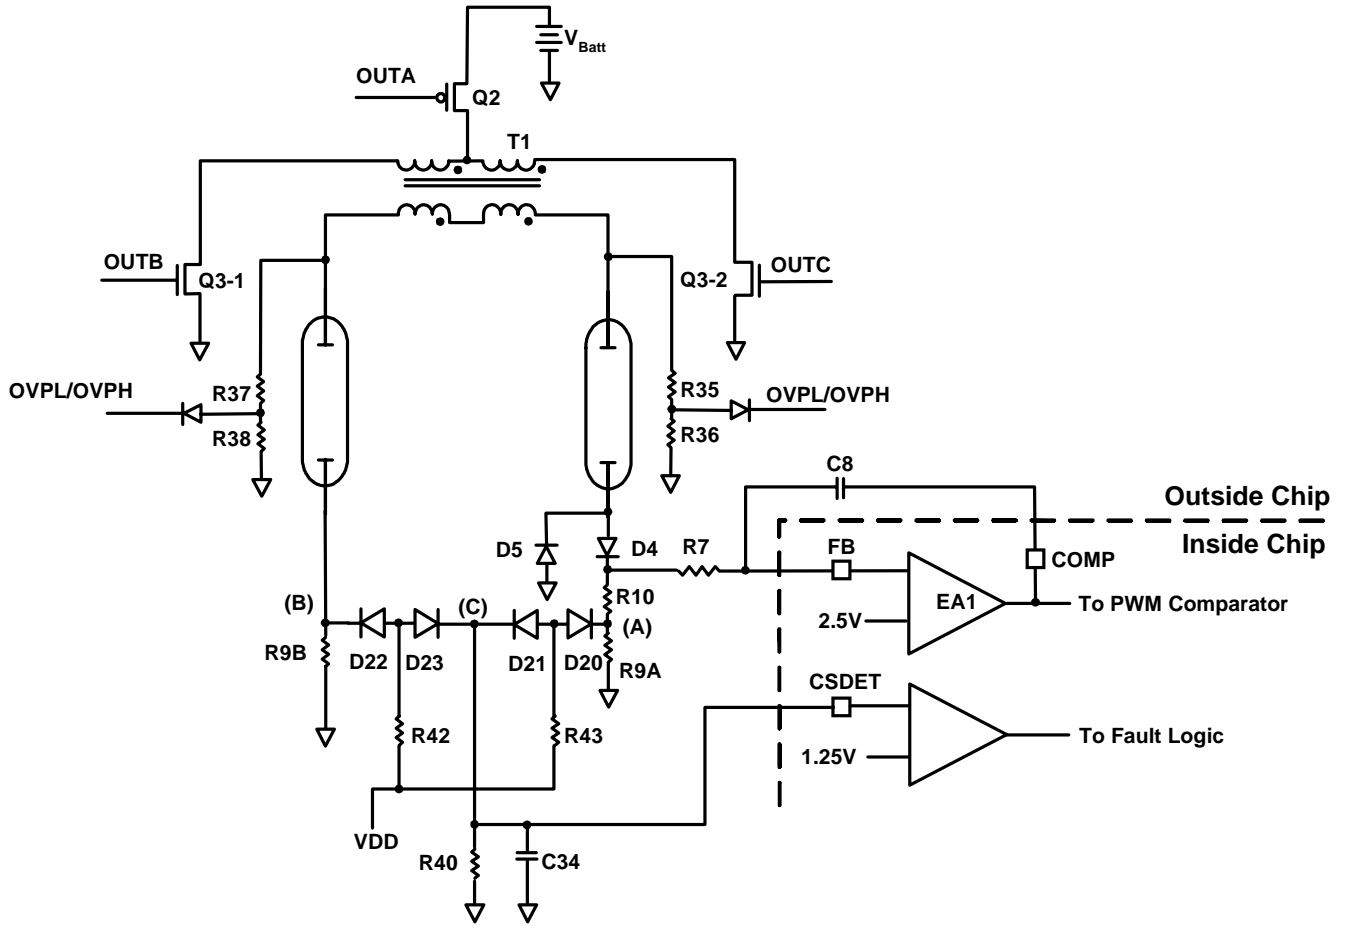 V Batt
OUTA
Q2
T1
OUTB
Q3-1
Q3-2
OUTC
OVPL/OVPH
R37
R38
R35
R36
OVPL/OVPH
C8
Outside Chip
Inside Chip
D5
D4
R7
FB
COMP
R10
EA1
To PWM Comparator
2.5V
(B)
(C)
(A)
R9B
D22
D23
D21
D20
R9A
CSDET
R42
R43
1.25V
To Fault Logic
VDD
R40
C34